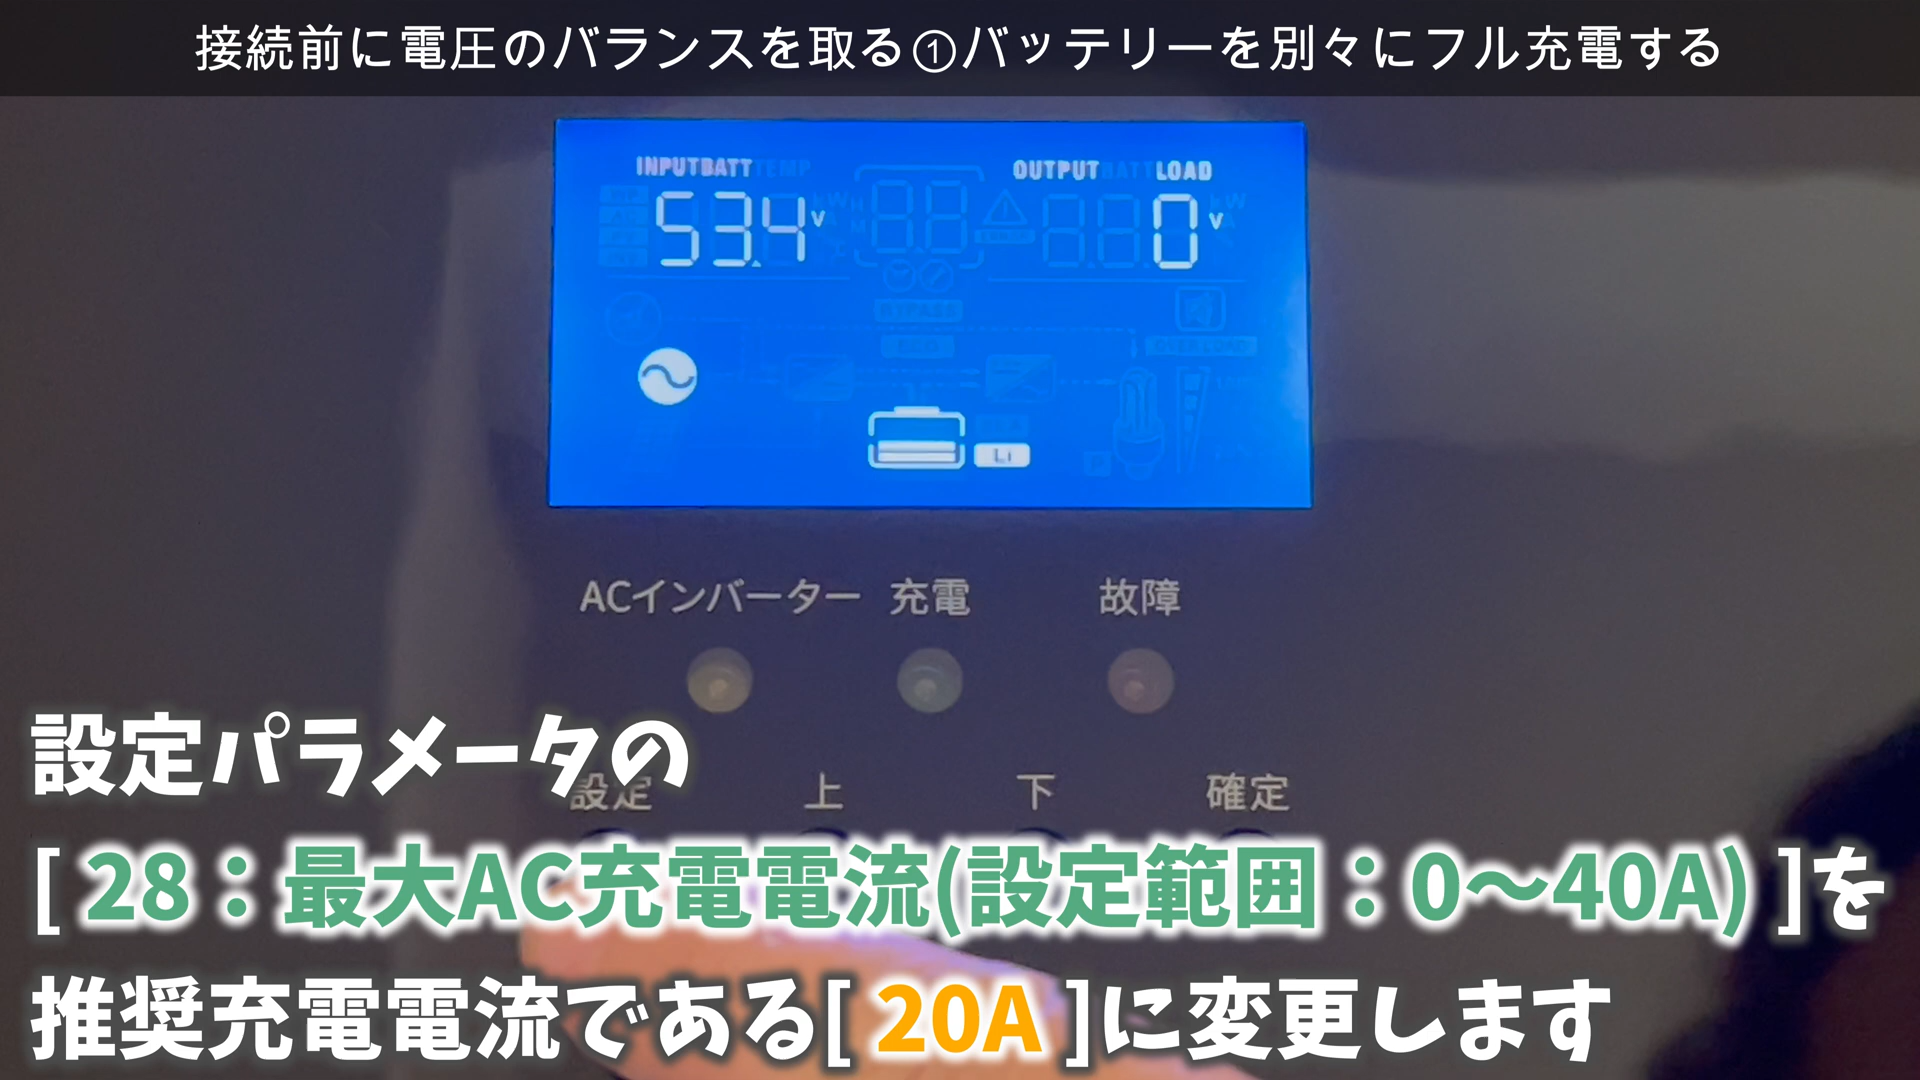 接続前に電圧のバランスを取る①バッテリーを別々にフル充電する
INPUTBATTTEMP
OUTPUTBATTLOAD
53.4V
0V
BYPASS
Li
ACインバーター 充電 故障
設定 上 下 確定
設定パラメータの
[ 28：最大AC充電電流(設定範囲：0〜40A) ]を
推奨充電電流である[ 20A ]に変更します